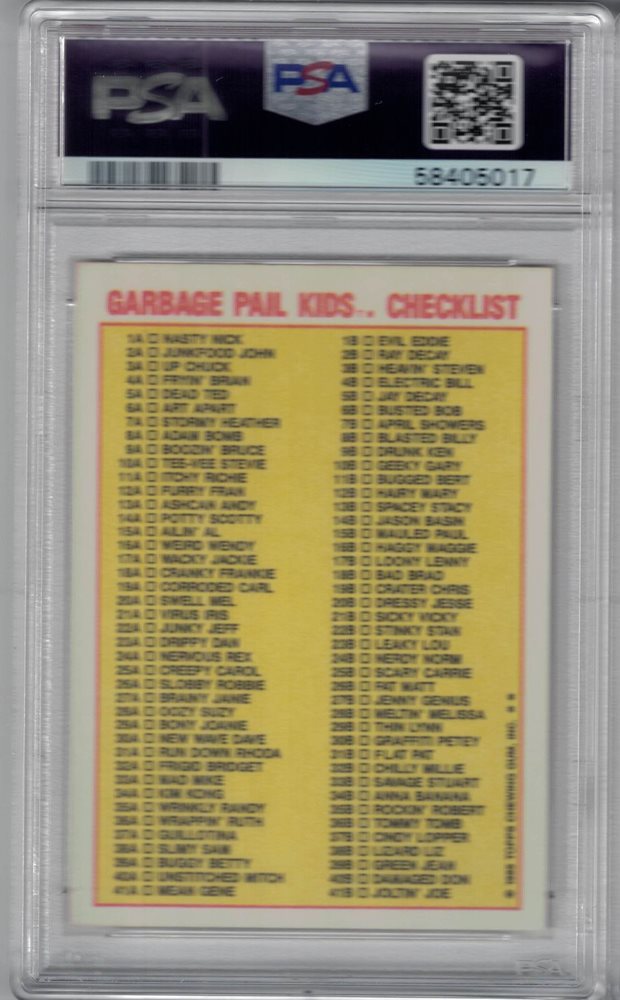 PSA
PSA
58405017
GARBAGE PAIL KIDS™. CHECKLIST
1A □ NASTY NICK
2A □ JUNKFOOD JOHN
3A □ UP CHUCK
4A □ FRYIN' BRIAN
5A □ DEAD TED
6A □ ART APART
7A □ STORMY HEATHER
8A □ ADAM BOMB
9A □ BOOZIN' BRUCE
10A □ TEE-VEE STEVIE
11A □ ITCHY RICHIE
12A □ FURRY FRAN
13A □ ASHCAN ANDY
14A □ POTTY SCOTTY
15A □ AILIN' AL
16A □ WEIRD WENDY
17A □ WACKY JACKIE
18A □ CRANKY FRANKIE
19A □ CORRODED CARL
20A □ SWELL MEL
21A □ VIRUS IRIS
22A □ JUNKY JEFF
23A □ DRIPPY DAN
24A □ NERVOUS REX
25A □ CREEPY CAROL
26A □ SLOBBY ROBBIE
27A □ BRAINY JANIE
28A □ OOZY SUZY
29A □ BONY JOANIE
30A □ NEW WAVE DAVE
31A □ RUN DOWN RHODA
32A □ FRIGID BRIDGET
33A □ MAD MIKE
34A □ KIM KONG
35A □ WRINKLY RANDY
36A □ WRAPPIN' RUTH
37A □ GUILLOTINA
38A □ SLIMY SAM
39A □ BUGGY BETTY
40A □ UNSTITCHED MITCH
41A □ MEAN GENE
1B □ EVIL EDDIE
2B □ RAY DECAY
3B □ HEAVIN' STEVEN
4B □ ELECTRIC BILL
5B □ JAY DECAY
6B □ BUSTED BOB
7B □ APRIL SHOWERS
8B □ BLASTED BILLY
9B □ DRUNK KEN
10B □ GEEKY GARY
11B □ BUGGED BERT
12B □ HAIRY MARY
13B □ SPACEY STACY
14B □ JASON BASIN
15B □ MAULED PAUL
16B □ HAGGY MAGGIE
17B □ LOONY LENNY
18B □ BAD BRAD
19B □ CRATER CHRIS
20B □ DRESSY JESSE
21B □ SICKY VICKY
22B □ STINKY STAN
23B □ LEAKY LOU
24B □ NERDY NORM
25B □ SCARY CARRIE
26B □ FAT MATT
27B □ JENNY GENIUS
28B □ MELTIN' MELISSA
29B □ THIN LYNN
30B □ GRAFFITI PETEY
31B □ FLAT PAT
32B □ CHILLY MILLIE
33B □ SAVAGE STUART
34B □ ANNA BANANA
35B □ ROCKIN' ROBERT
36B □ TOMMY TOMB
37B □ CINDY LOPPER
38B □ LIZARD LIZ
39B □ GREEN JEAN
40B □ DAMAGED DON
41B □ JOLTIN' JOE
© 1985 TOPPS CHEWING GUM, INC. ★ ★
PSA